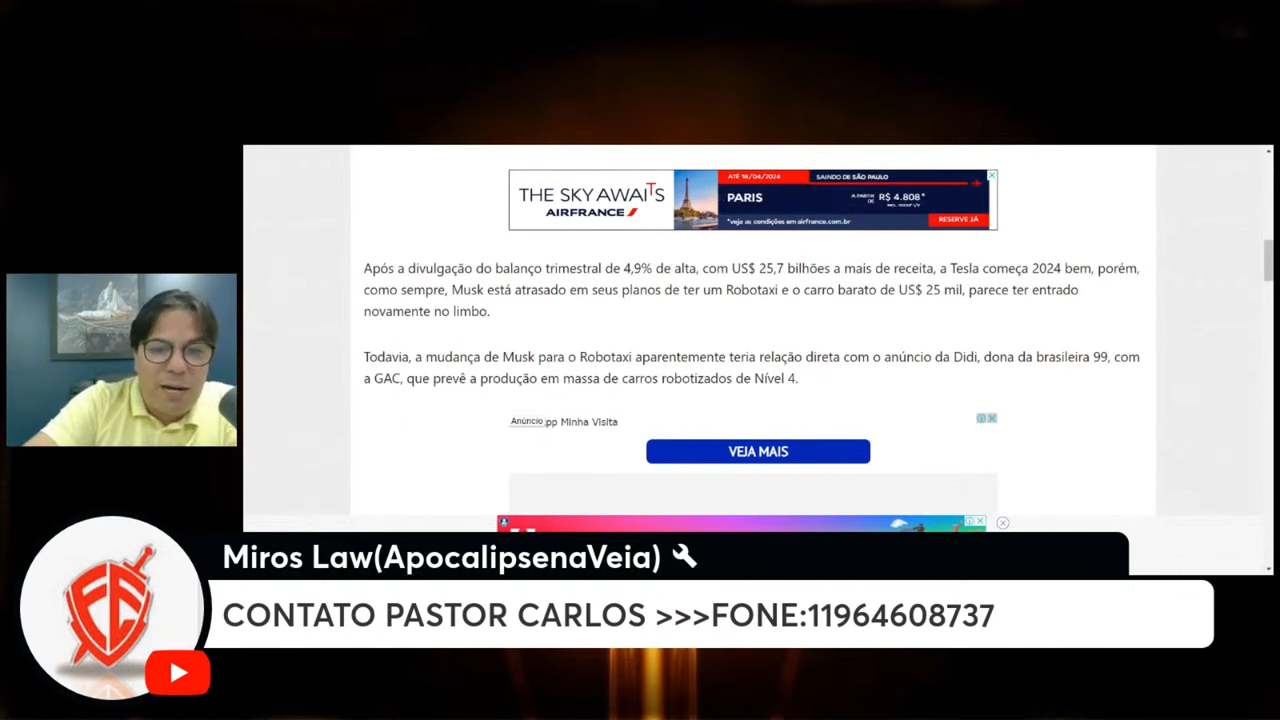 THE SKY AWAITS
AIRFRANCE
ATÉ 16/04/2024
SAINDO DE SÃO PAULO
PARIS
A PARTIR DE
R$ 4.808*
*veja as condições em airfrance.com.br
RESERVE JÁ
Após a divulgação do balanço trimestral de 4,9% de alta, com US$ 25,7 bilhões a mais de receita, a Tesla começa 2024 bem, porém,
como sempre, Musk está atrasado em seus planos de ter um Robotaxi e o carro barato de US$ 25 mil, parece ter entrado
novamente no limbo.
Todavia, a mudança de Musk para o Robotaxi aparentemente teria relação direta com o anúncio da Didi, dona da brasileira 99, com
a GAC, que prevê a produção em massa de carros robotizados de Nível 4.
Anúncio pp Minha Visita
VEJA MAIS
Miros Law(ApocalipsenaVeia)
CONTATO PASTOR CARLOS >>>FONE:11964608737